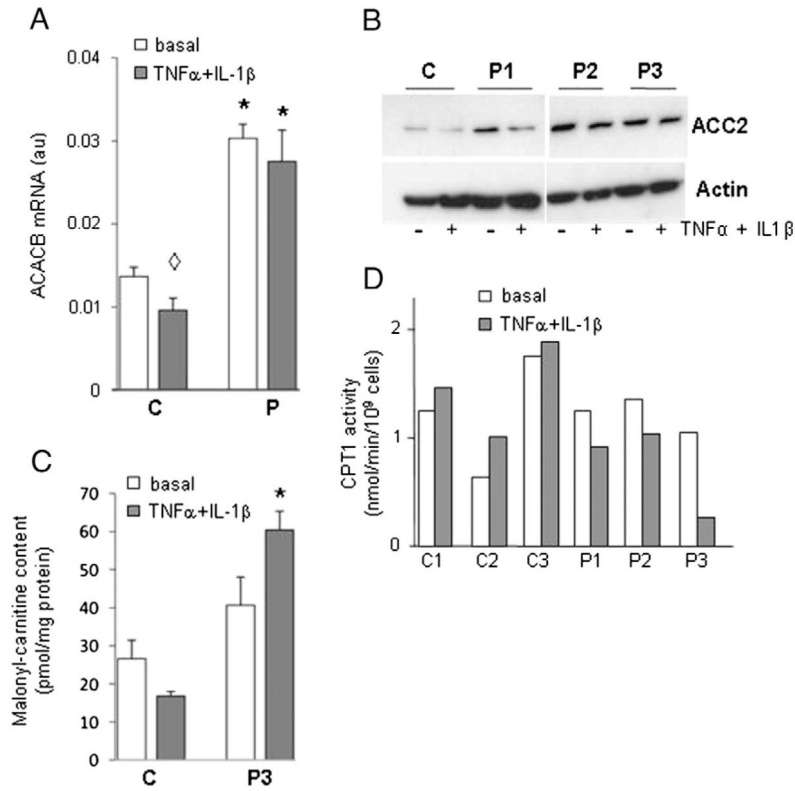 A
basal
TNFα+IL-1β
ACACB mRNA (au)
0.04
0.03
0.02
0.01
0
* *
◊
C P
B
C P1 P2 P3
ACC2
Actin
- + - + - + - + TNFα + IL1β
C
basal
TNFα+IL-1β
Malonyl-carnitine content
(pmol/mg protein)
70
60
50
40
30
20
10
0
*
C P3
D
basal
TNFα+IL-1β
CPT1 activity
(nmol/min/10⁹ cells)
2
1
0
C1 C2 C3 P1 P2 P3